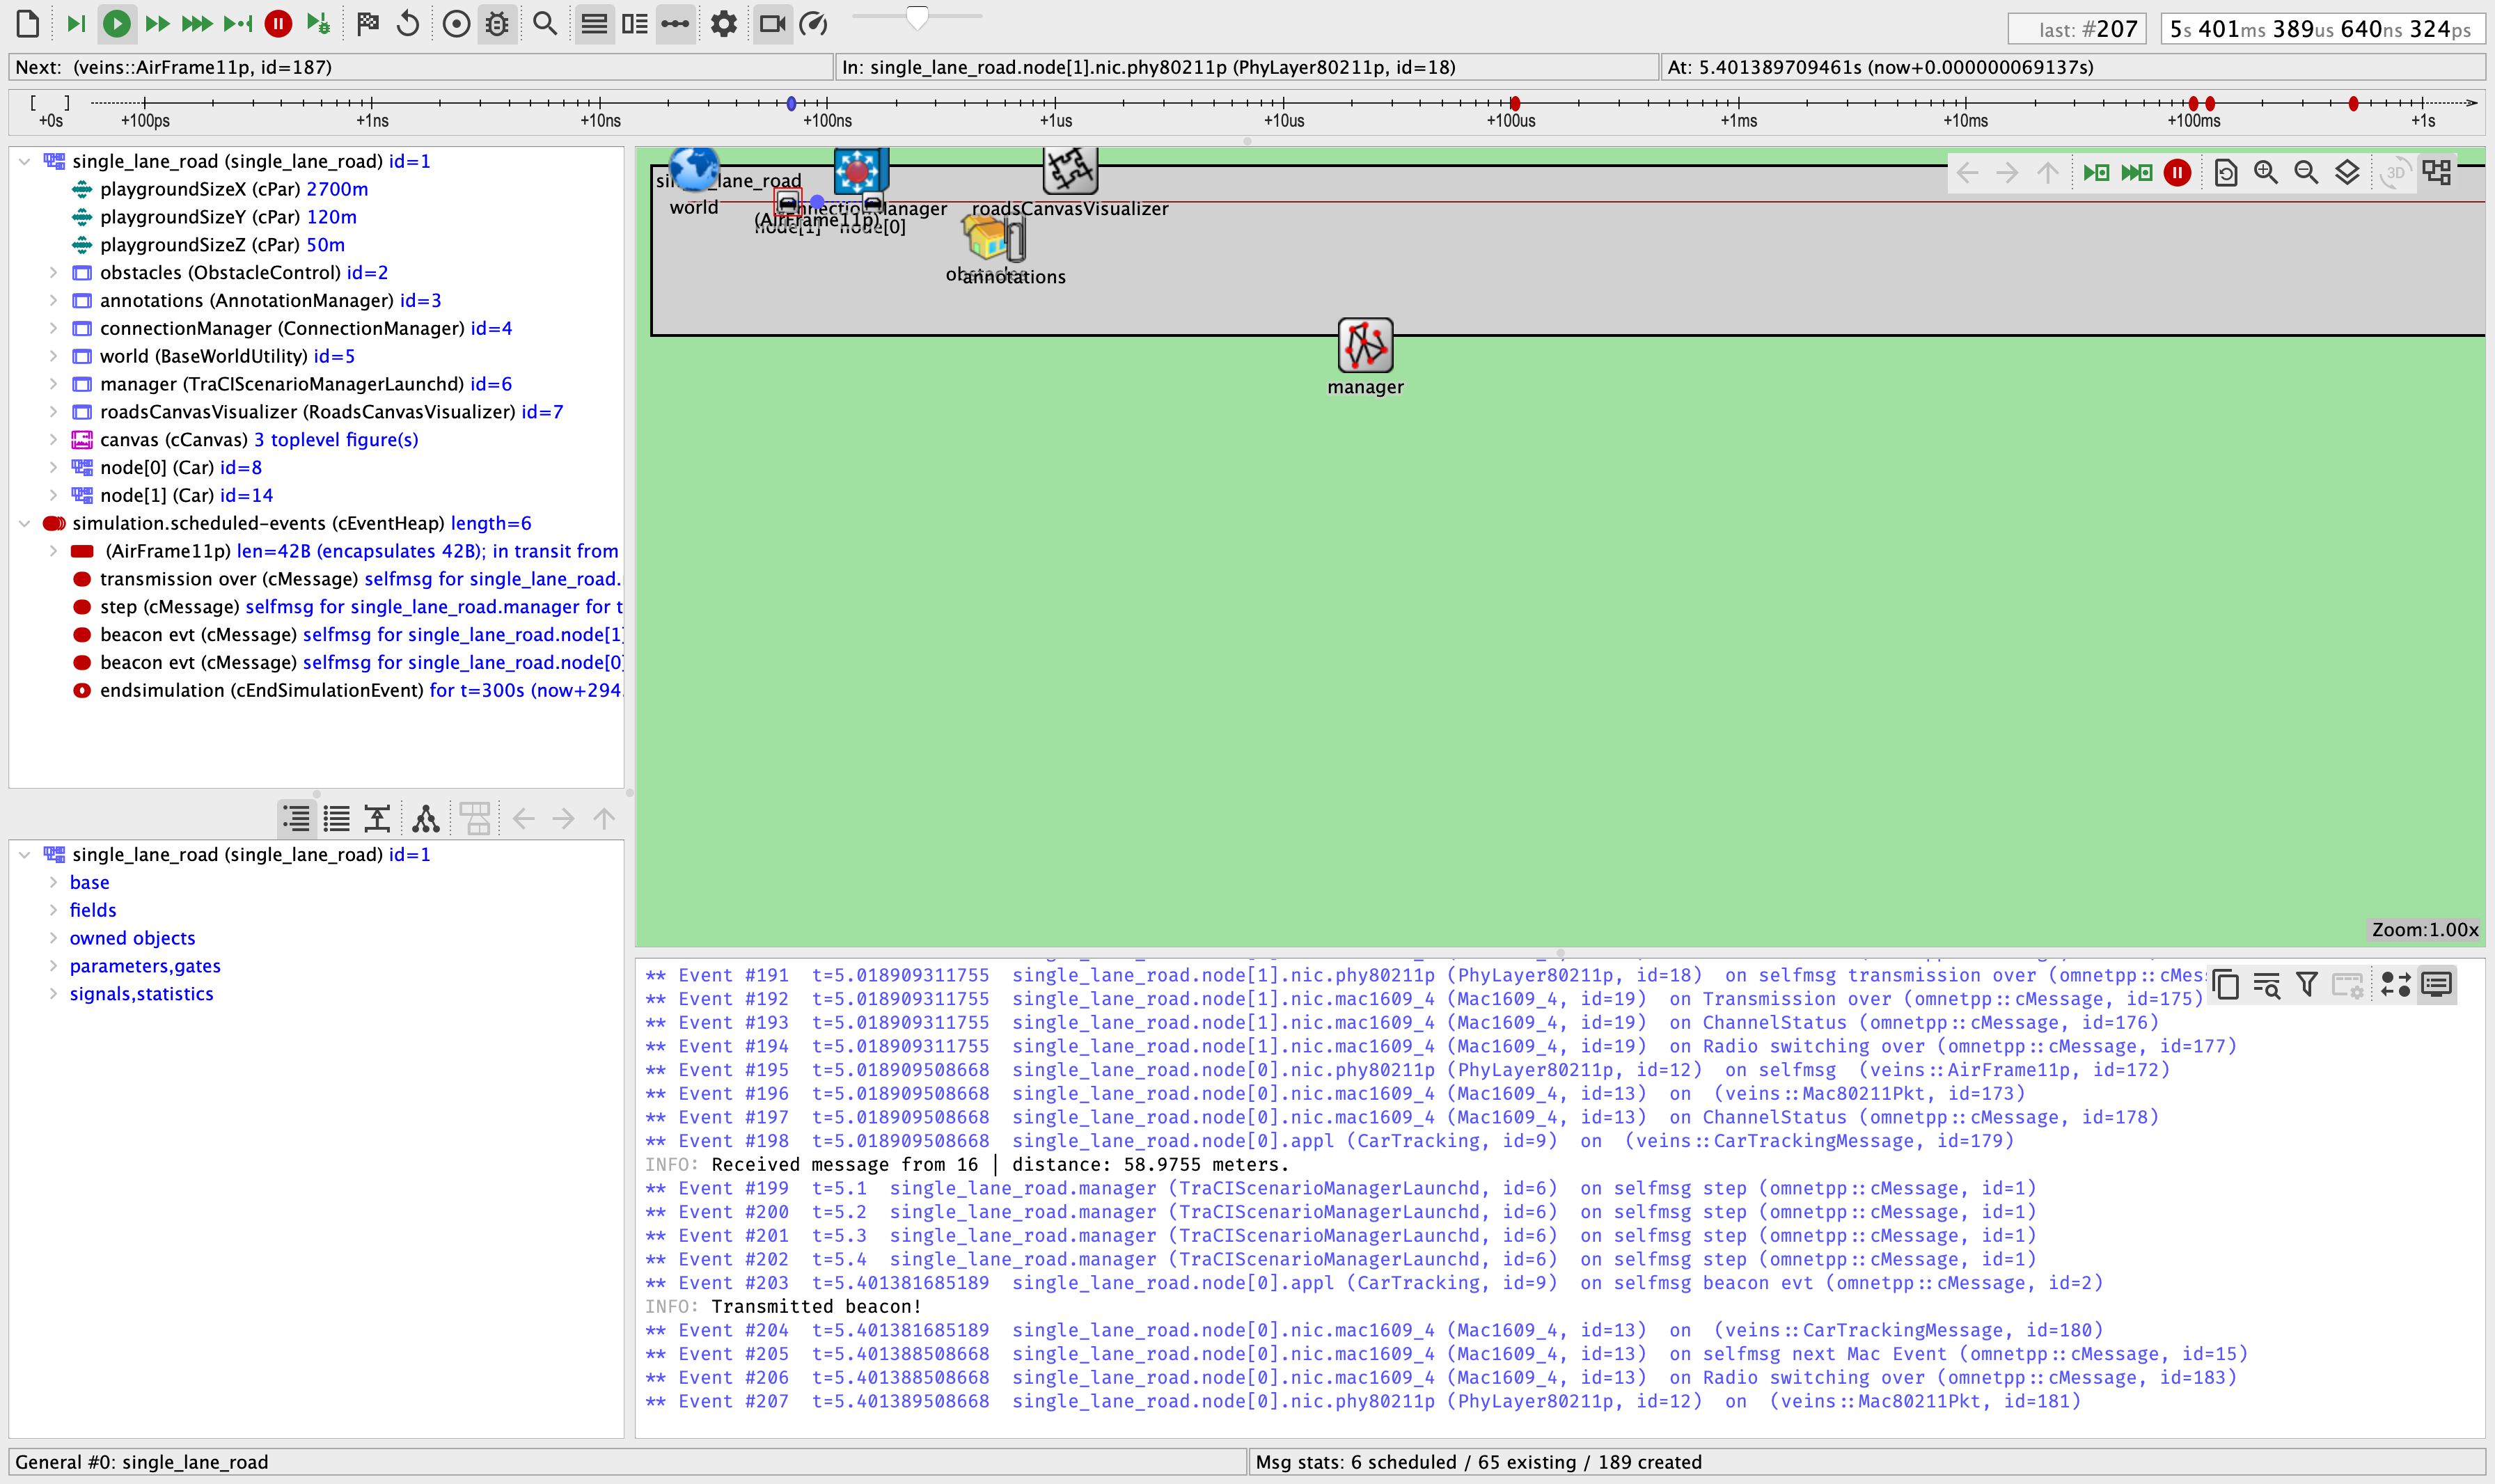 last: #207
5s 401ms 389us 640ns 324ps
Next: (veins::AirFrame11p, id=187)
In: single_lane_road.node[1].nic.phy80211p (PhyLayer80211p, id=18)
At: 5.401389709461s (now+0.000000069137s)
[ ]
+0s +100ps +1ns +10ns +100ns +1us +10us +100us +1ms +10ms +100ms +1s
single_lane_road (single_lane_road) id=1
playgroundSizeX (cPar) 2700m
playgroundSizeY (cPar) 120m
playgroundSizeZ (cPar) 50m
obstacles (ObstacleControl) id=2
annotations (AnnotationManager) id=3
connectionManager (ConnectionManager) id=4
world (BaseWorldUtility) id=5
manager (TraCIScenarioManagerLaunchd) id=6
roadsCanvasVisualizer (RoadsCanvasVisualizer) id=7
canvas (cCanvas) 3 toplevel figure(s)
node[0] (Car) id=8
node[1] (Car) id=14
simulation.scheduled-events (cEventHeap) length=6
(AirFrame11p) len=42B (encapsulates 42B); in transit from
transmission over (cMessage) selfmsg for single_lane_road.
step (cMessage) selfmsg for single_lane_road.manager for t
beacon evt (cMessage) selfmsg for single_lane_road.node[1]
beacon evt (cMessage) selfmsg for single_lane_road.node[0]
endsimulation (cEndSimulationEvent) for t=300s (now+294.
single_lane_road (single_lane_road) id=1
base
fields
owned objects
parameters,gates
signals,statistics
world
roadsCanvasVisualizer
(AirFrame11p)
node[1] node[0]
annotations
manager
3D
Zoom:1.00x
** Event #191 t=5.018909311755 single_lane_road.node[1].nic.phy80211p (PhyLayer80211p, id=18) on selfmsg transmission over (omnetpp::cMes
** Event #192 t=5.018909311755 single_lane_road.node[1].nic.mac1609_4 (Mac1609_4, id=19) on Transmission over (omnetpp::cMessage, id=175)
** Event #193 t=5.018909311755 single_lane_road.node[1].nic.mac1609_4 (Mac1609_4, id=19) on ChannelStatus (omnetpp::cMessage, id=176)
** Event #194 t=5.018909311755 single_lane_road.node[1].nic.mac1609_4 (Mac1609_4, id=19) on Radio switching over (omnetpp::cMessage, id=177)
** Event #195 t=5.018909508668 single_lane_road.node[0].nic.phy80211p (PhyLayer80211p, id=12) on selfmsg (veins::AirFrame11p, id=172)
** Event #196 t=5.018909508668 single_lane_road.node[0].nic.mac1609_4 (Mac1609_4, id=13) on (veins::Mac80211Pkt, id=173)
** Event #197 t=5.018909508668 single_lane_road.node[0].nic.mac1609_4 (Mac1609_4, id=13) on ChannelStatus (omnetpp::cMessage, id=178)
** Event #198 t=5.018909508668 single_lane_road.node[0].appl (CarTracking, id=9) on (veins::CarTrackingMessage, id=179)
INFO: Received message from 16 | distance: 58.9755 meters.
** Event #199 t=5.1 single_lane_road.manager (TraCIScenarioManagerLaunchd, id=6) on selfmsg step (omnetpp::cMessage, id=1)
** Event #200 t=5.2 single_lane_road.manager (TraCIScenarioManagerLaunchd, id=6) on selfmsg step (omnetpp::cMessage, id=1)
** Event #201 t=5.3 single_lane_road.manager (TraCIScenarioManagerLaunchd, id=6) on selfmsg step (omnetpp::cMessage, id=1)
** Event #202 t=5.4 single_lane_road.manager (TraCIScenarioManagerLaunchd, id=6) on selfmsg step (omnetpp::cMessage, id=1)
** Event #203 t=5.401381685189 single_lane_road.node[0].appl (CarTracking, id=9) on selfmsg beacon evt (omnetpp::cMessage, id=2)
INFO: Transmitted beacon!
** Event #204 t=5.401381685189 single_lane_road.node[0].nic.mac1609_4 (Mac1609_4, id=13) on (veins::CarTrackingMessage, id=180)
** Event #205 t=5.401388508668 single_lane_road.node[0].nic.mac1609_4 (Mac1609_4, id=13) on selfmsg next Mac Event (omnetpp::cMessage, id=15)
** Event #206 t=5.401388508668 single_lane_road.node[0].nic.mac1609_4 (Mac1609_4, id=13) on Radio switching over (omnetpp::cMessage, id=183)
** Event #207 t=5.401389508668 single_lane_road.node[0].nic.phy80211p (PhyLayer80211p, id=12) on (veins::Mac80211Pkt, id=181)
General #0: single_lane_road
Msg stats: 6 scheduled / 65 existing / 189 created